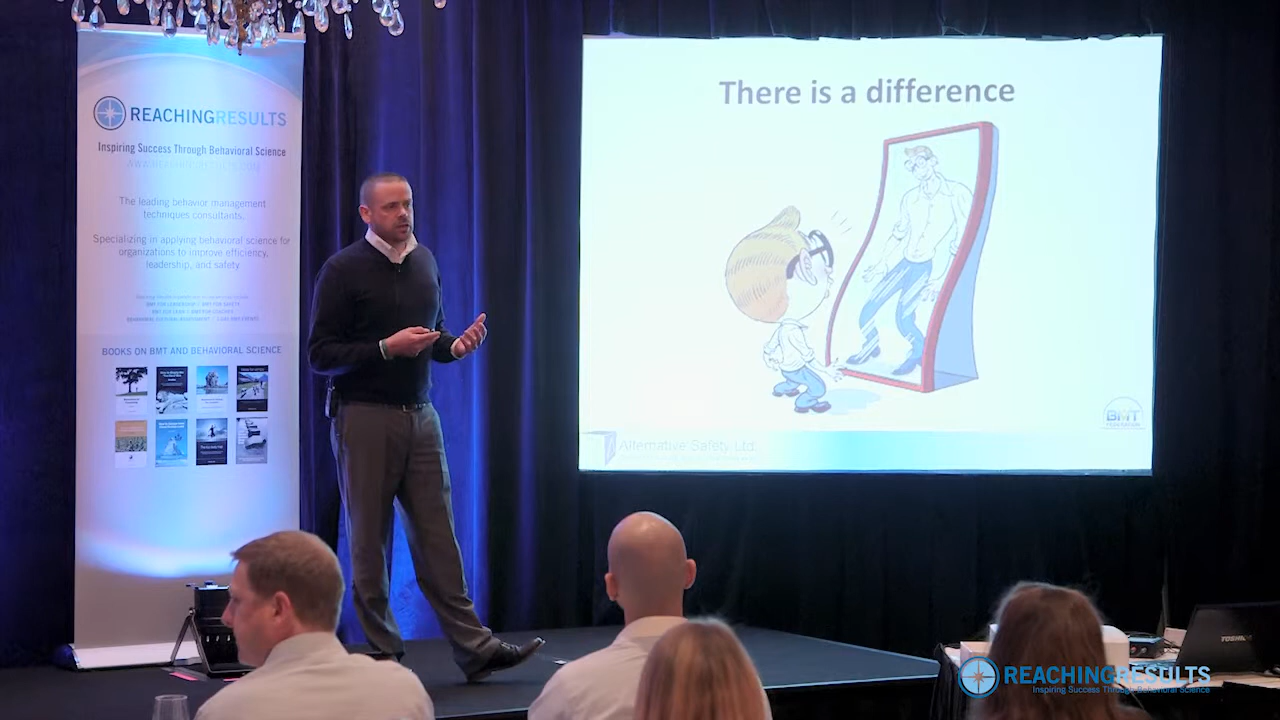 REACHINGRESULTS
Inspiring Success Through Behavioral Science
The leading behavior management
techniques consultants.
Specializing in applying behavioral science for
organizations to improve efficiency,
leadership, and safety.
BOOKS ON BMT AND BEHAVIORAL SCIENCE
There is a difference
Alternative Safety Ltd.
BMT
TOSHIBA
REACHINGRESULTS
Inspiring Success Through Behavioral Science